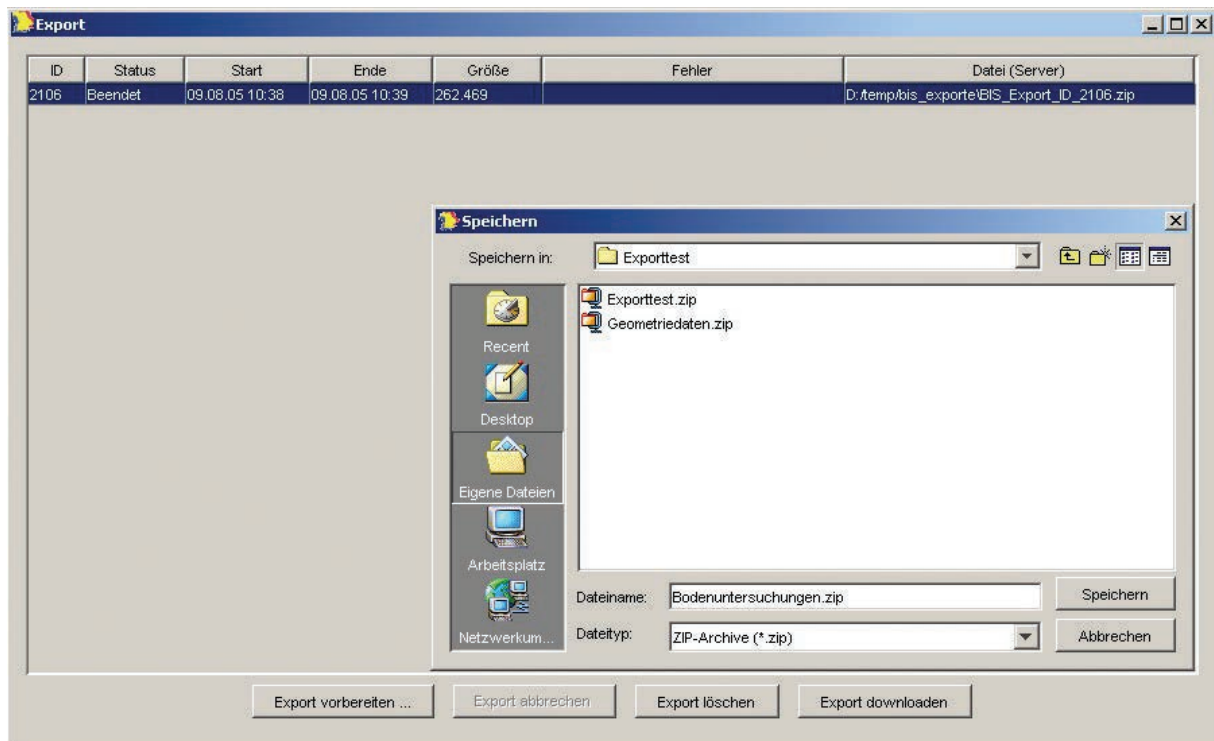 Export
ID Status Start Ende Größe Fehler Datei (Server)
2106 Beendet 09.08.05 10:38 09.08.05 10:39 262.469 D:/temp/bis_exporte\BIS_Export_ID_2106.zip
Speichern
Speichern in: Exporttest
Exporttest.zip
Geometriedaten.zip
Recent
Desktop
Eigene Dateien
Arbeitsplatz
Netzwerkum...
Dateiname: Bodenuntersuchungen.zip Speichern
Dateityp: ZIP-Archive (*.zip) Abbrechen
Export vorbereiten ... Export abbrechen Export löschen Export downloaden